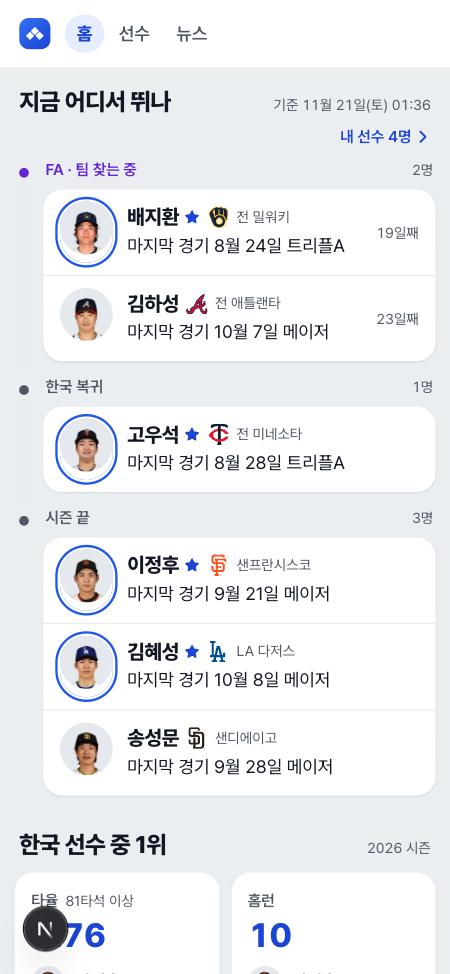 홈 선수 뉴스
지금 어디서 뛰나 기준 11월 21일(토) 01:36
내 선수 4명
FA · 팀 찾는 중 2명
배지환 전 밀워키
마지막 경기 8월 24일 트리플A 19일째
김하성 전 애틀랜타
마지막 경기 10월 7일 메이저 23일째
한국 복귀 1명
고우석 전 미네소타
마지막 경기 8월 28일 트리플A
시즌 끝 3명
이정후 샌프란시스코
마지막 경기 9월 21일 메이저
김혜성 LA 다저스
마지막 경기 10월 8일 메이저
송성문 샌디에이고
마지막 경기 9월 28일 메이저
한국 선수 중 1위 2026 시즌
타율 81타석 이상 홈런
N 76 10